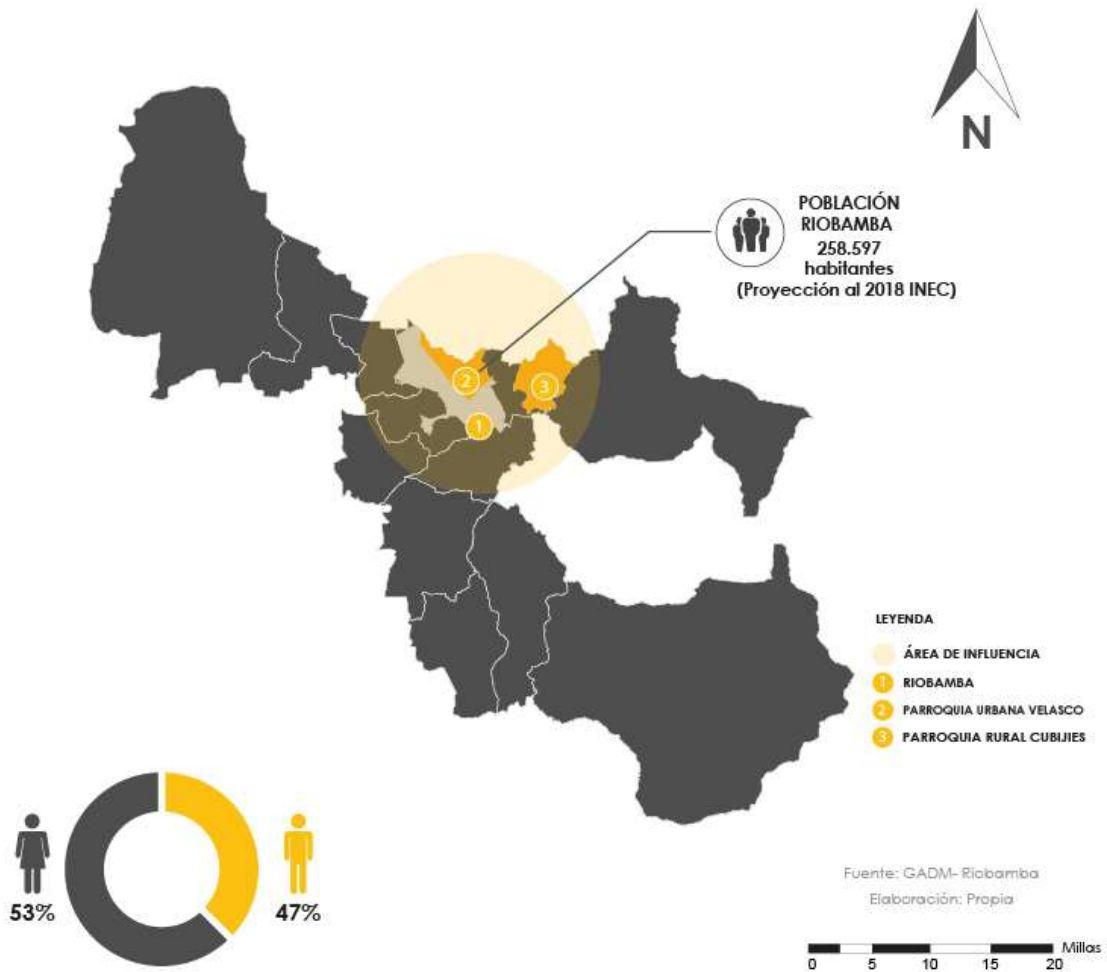 N
POBLACIÓN
RIOBAMBA
258.597
habitantes
(Proyección al 2018 INEC)
2
3
1
LEYENDA
ÁREA DE INFLUENCIA
1 RIOBAMBA
2 PARROQUIA URBANA VELASCO
3 PARROQUIA RURAL CUBIJIES
53%
47%
Fuente: GADM- Riobamba
Elaboración: Propia
Millas
0 5 10 15 20